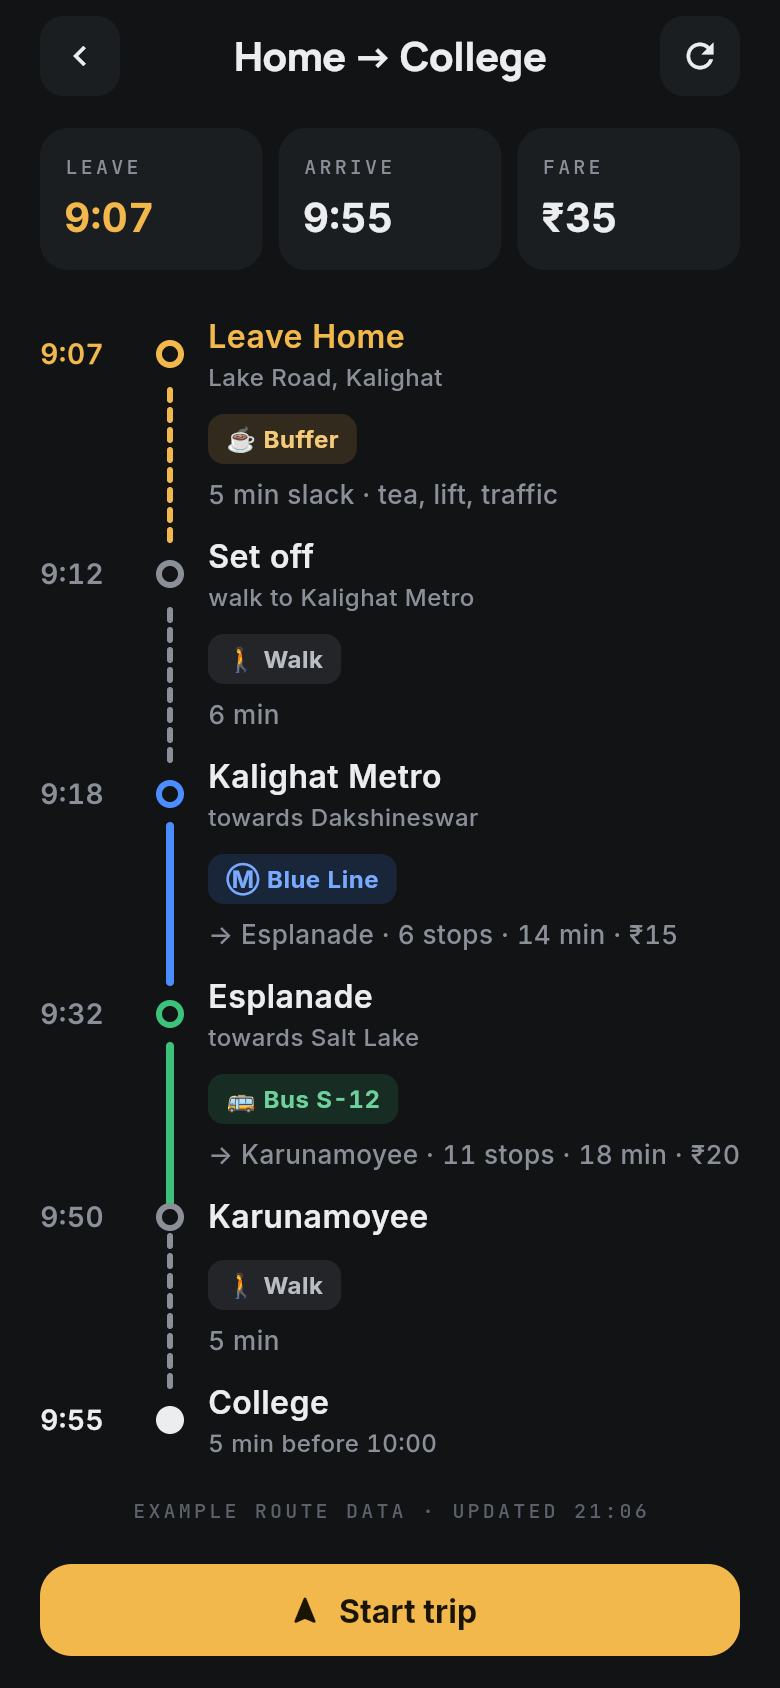 Home → College
LEAVE
9:07
ARRIVE
9:55
FARE
₹35
9:07
Leave Home
Lake Road, Kalighat
☕ Buffer
5 min slack · tea, lift, traffic
9:12
Set off
walk to Kalighat Metro
🚶 Walk
6 min
9:18
Kalighat Metro
towards Dakshineswar
Ⓜ Blue Line
→ Esplanade · 6 stops · 14 min · ₹15
9:32
Esplanade
towards Salt Lake
🚌 Bus S-12
→ Karunamoyee · 11 stops · 18 min · ₹20
9:50
Karunamoyee
🚶 Walk
5 min
9:55
College
5 min before 10:00
EXAMPLE ROUTE DATA · UPDATED 21:06
Start trip